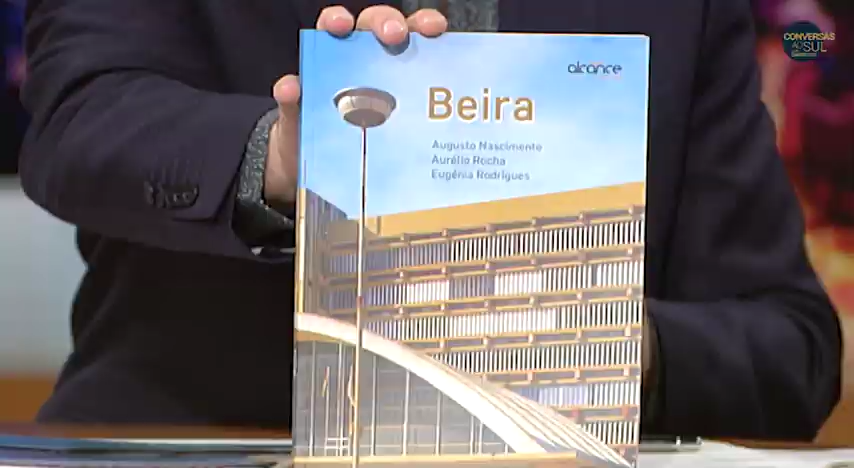 CONVERSAS
AO SUL
alcance
Beira
Augusto Nascimento
Aurélio Rocha
Eugénia Rodrigues